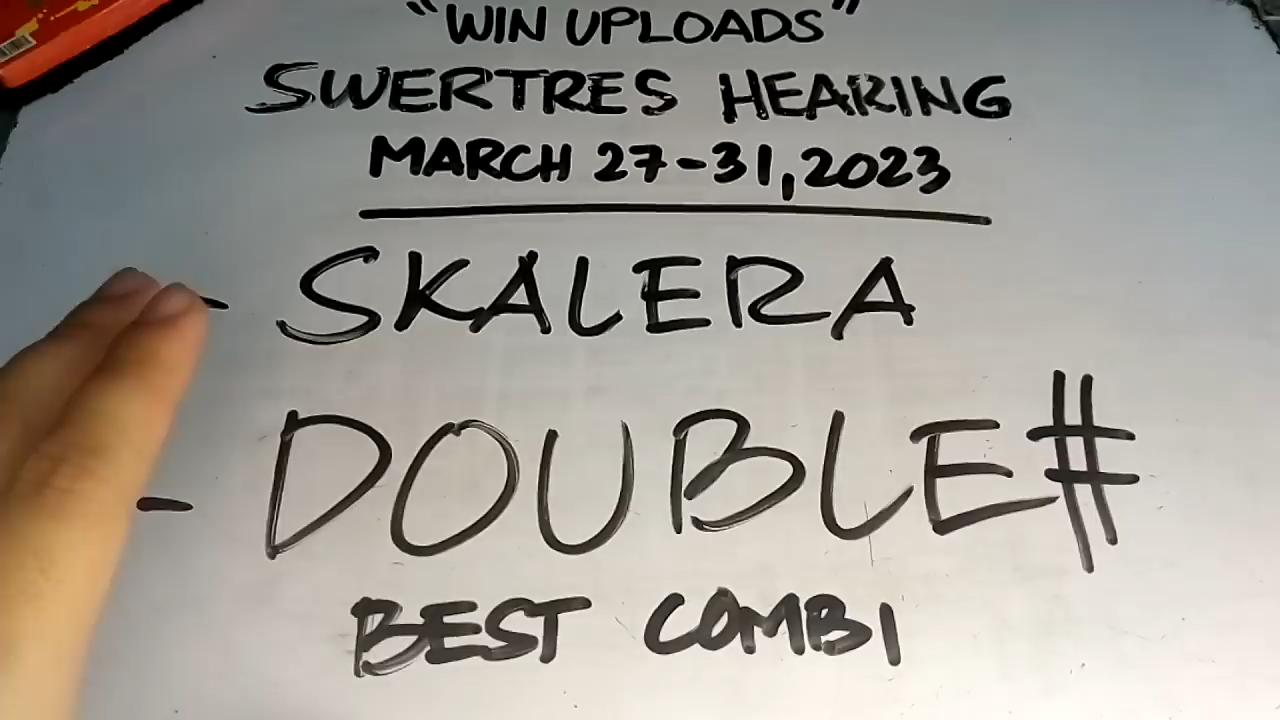 "WIN UPLOADS"
SWERTRES HEARING
MARCH 27-31, 2023
- SKALERA
- DOUBLE#
BEST COMBI